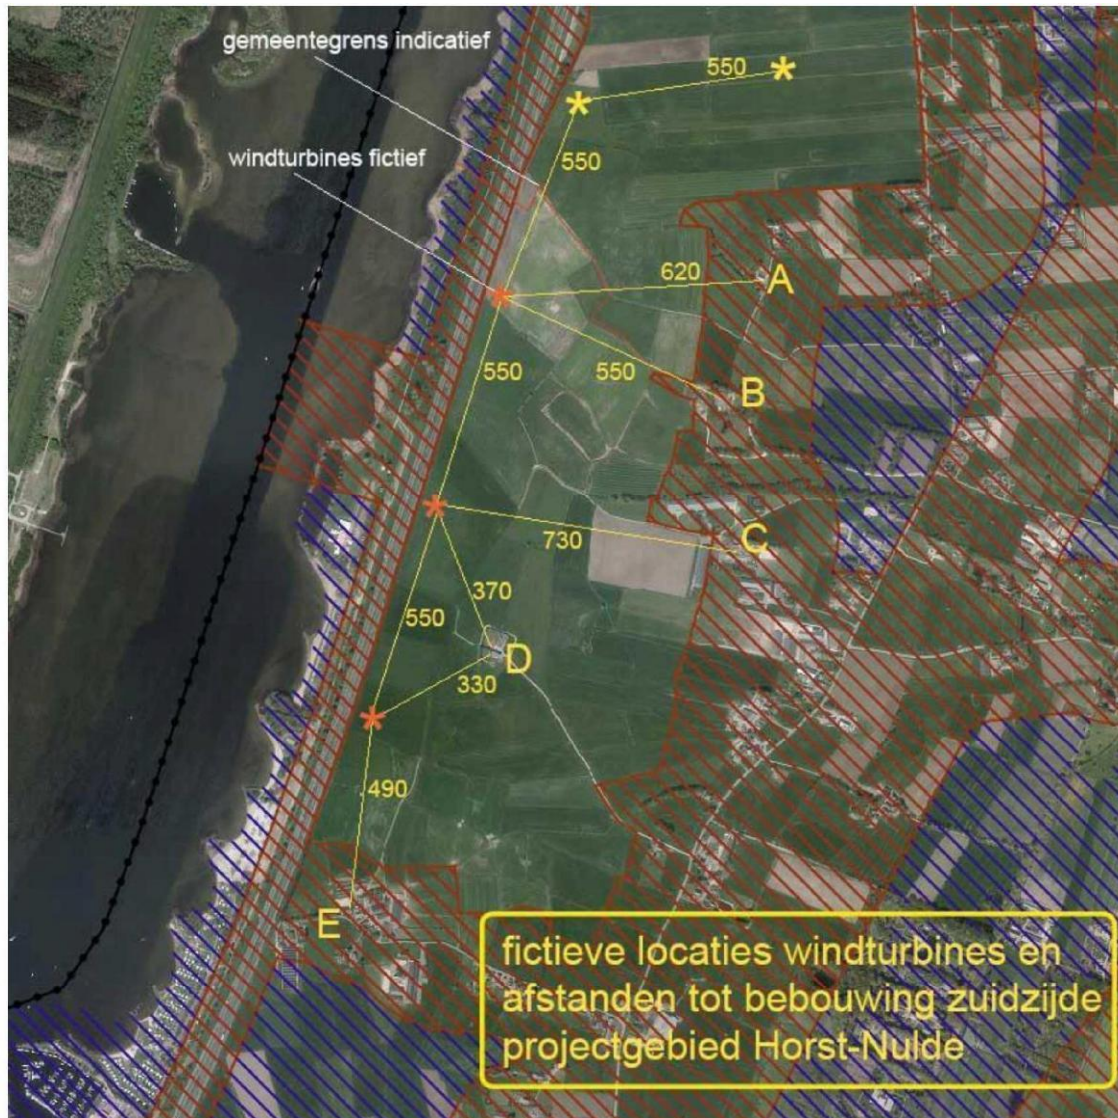 gemeentegrens indicatief
550
550
windturbines fictief
620
A
550
550
B
730
C
370
550
D
330
490
E
fictieve locaties windturbines en
afstanden tot bebouwing zuidzijde
projectgebied Horst-Nulde